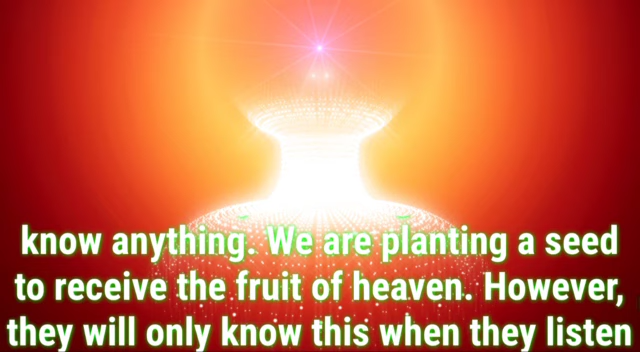 know anything. We are planting a seed
to receive the fruit of heaven. However,
they will only know this when they listen